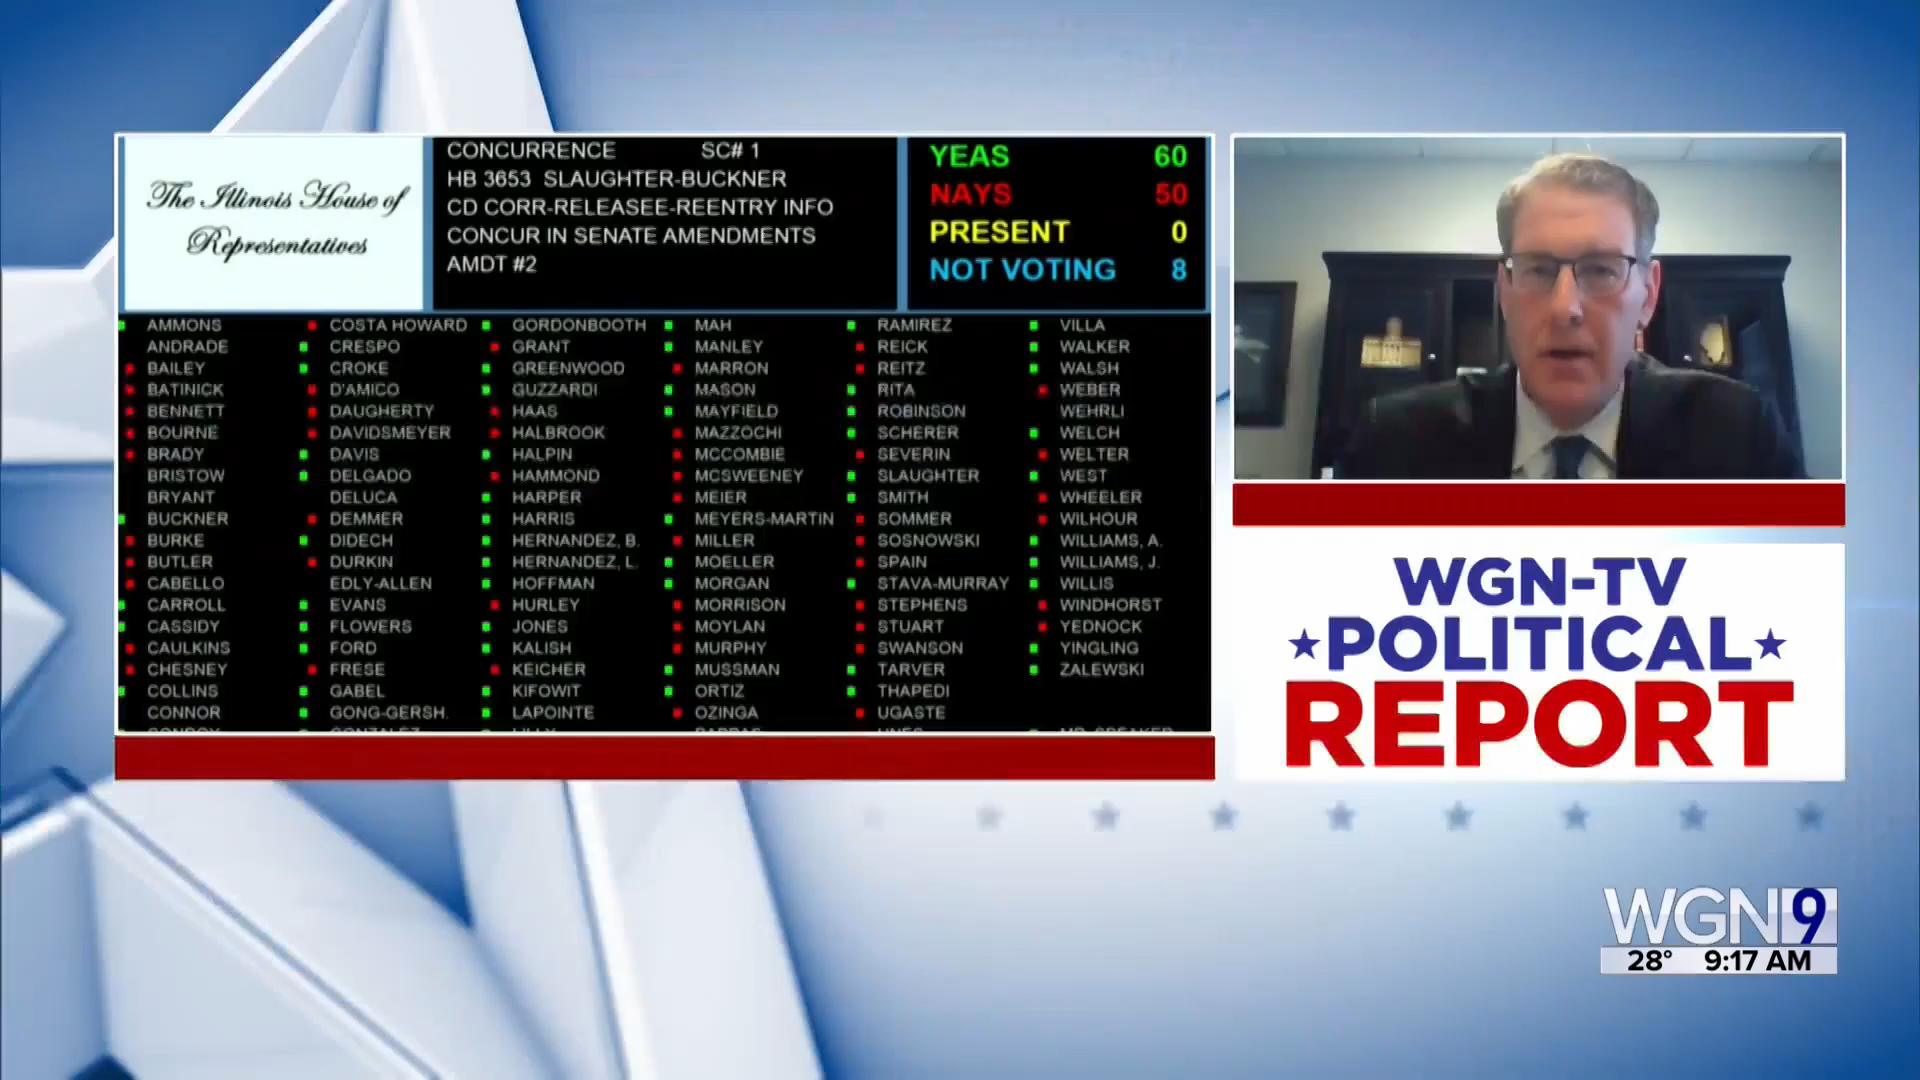 The Illinois House of
Representatives
CONCURRENCE SC# 1
HB 3653 SLAUGHTER-BUCKNER
CD CORR-RELEASEE-REENTRY INFO
CONCUR IN SENATE AMENDMENTS
AMDT #2
YEAS 60
NAYS 50
PRESENT 0
NOT VOTING 8
AMMONS COSTA HOWARD GORDONBOOTH MAH RAMIREZ VILLA
ANDRADE CRESPO GRANT MANLEY REICK WALKER
BAILEY CROKE GREENWOOD MARRON REITZ WALSH
BATINICK D'AMICO GUZZARDI MASON RITA WEBER
BENNETT DAUGHERTY HAAS MAYFIELD ROBINSON WEHRLI
BOURNE DAVIDSMEYER HALBROOK MAZZOCHI SCHERER WELCH
BRADY DAVIS HALPIN MCCOMBIE SEVERIN WELTER
BRISTOW DELGADO HAMMOND MCSWEENEY SLAUGHTER WEST
BRYANT DELUCA HARPER MEIER SMITH WHEELER
BUCKNER DEMMER HARRIS MEYERS-MARTIN SOMMER WILHOUR
BURKE DIDECH HERNANDEZ, B. MILLER SOSNOWSKI WILLIAMS, A.
BUTLER DURKIN HERNANDEZ, L. MOELLER SPAIN WILLIAMS, J.
CABELLO EDLY-ALLEN HOFFMAN MORGAN STAVA-MURRAY WILLIS
CARROLL EVANS HURLEY MORRISON STEPHENS WINDHORST
CASSIDY FLOWERS JONES MOYLAN STUART YEDNOCK
CAULKINS FORD KALISH MURPHY SWANSON YINGLING
CHESNEY FRESE KEICHER MUSSMAN TARVER ZALEWSKI
COLLINS GABEL KIFOWIT ORTIZ THAPEDI
CONNOR GONG-GERSH. LAPOINTE OZINGA UGASTE
WGN-TV
POLITICAL
REPORT
WGN9
28° 9:17 AM